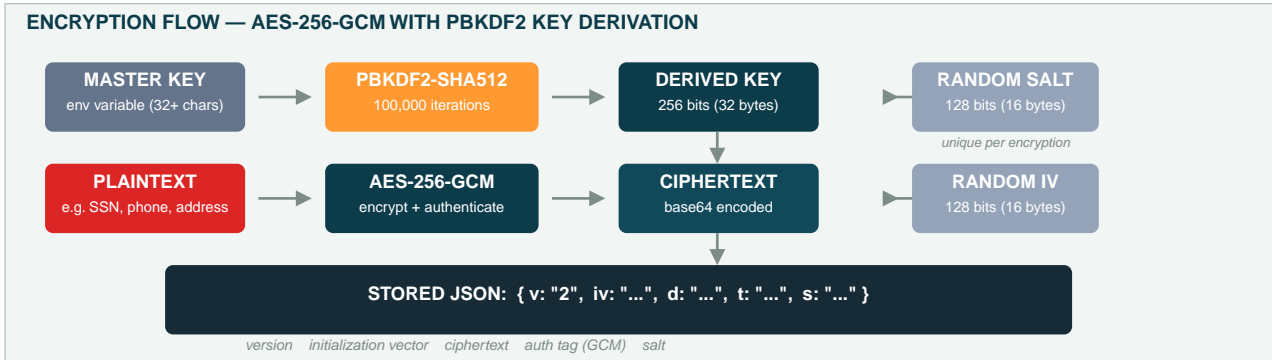 ENCRYPTION FLOW — AES-256-GCM WITH PBKDF2 KEY DERIVATION
MASTER KEY
env variable (32+ chars)
PBKDF2-SHA512
100,000 iterations
DERIVED KEY
256 bits (32 bytes)
RANDOM SALT
128 bits (16 bytes)
unique per encryption
PLAINTEXT
e.g. SSN, phone, address
AES-256-GCM
encrypt + authenticate
CIPHERTEXT
base64 encoded
RANDOM IV
128 bits (16 bytes)
STORED JSON: { v: "2", iv: "...", d: "...", t: "...", s: "..." }
version initialization vector ciphertext auth tag (GCM) salt